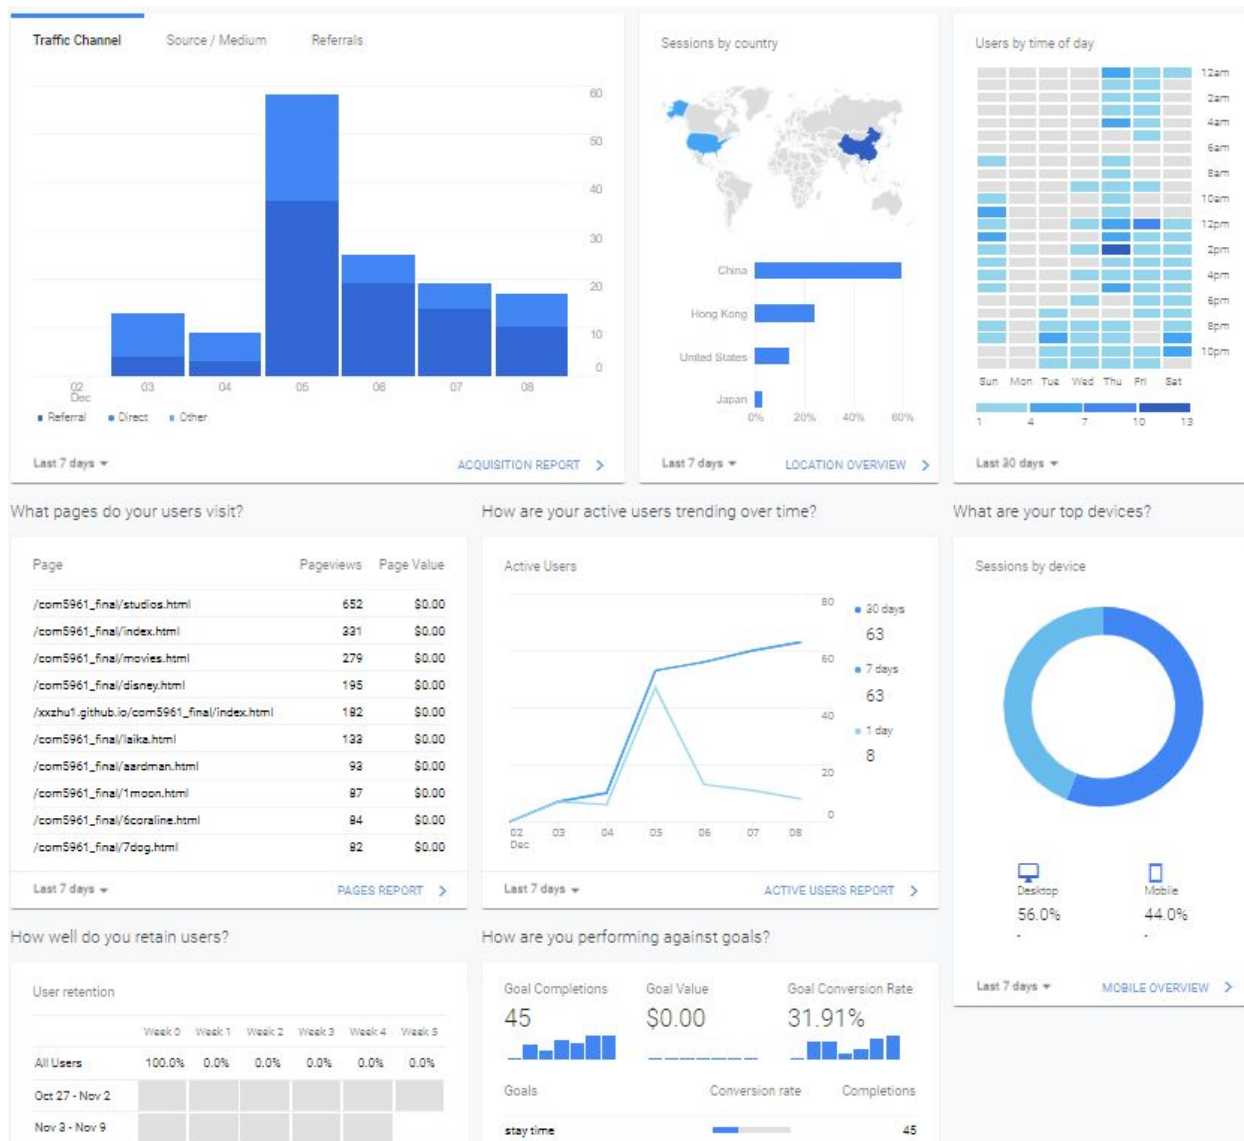 Traffic Channel Source / Medium Referrals
60
50
40
30
20
10
0
02 03 04 05 06 07 08
Dec
Referral Direct Other
Last 7 days ACQUISITION REPORT
Sessions by country
China
Hong Kong
United States
Japan
0% 20% 40% 60%
Last 7 days LOCATION OVERVIEW
Users by time of day
12am
2am
4am
6am
8am
10am
12pm
2pm
4pm
6pm
8pm
10pm
Sun Mon Tue Wed Thu Fri Sat
1 4 7 10 13
Last 30 days
What pages do your users visit?
Page Pageviews Page Value
/com5961_final/studios.html 652 $0.00
/com5961_final/index.html 331 $0.00
/com5961_final/movies.html 279 $0.00
/com5961_final/disney.html 195 $0.00
/xxzhu1.github.io/com5961_final/index.html 182 $0.00
/com5961_final/laika.html 133 $0.00
/com5961_final/aardman.html 93 $0.00
/com5961_final/1moon.html 87 $0.00
/com5961_final/6coraline.html 84 $0.00
/com5961_final/7dog.html 82 $0.00
Last 7 days PAGES REPORT
How are your active users trending over time?
Active Users
80
60
40
20
0
02 03 04 05 06 07 08
Dec
30 days
63
7 days
63
1 day
8
Last 7 days ACTIVE USERS REPORT
What are your top devices?
Sessions by device
Desktop Mobile
56.0% 44.0%
- -
Last 7 days MOBILE OVERVIEW
How well do you retain users?
User retention
Week 0 Week 1 Week 2 Week 3 Week 4 Week 5
All Users 100.0% 0.0% 0.0% 0.0% 0.0% 0.0%
Oct 27 - Nov 2
Nov 3 - Nov 9
How are you performing against goals?
Goal Completions Goal Value Goal Conversion Rate
45 $0.00 31.91%
Goals Conversion rate Completions
stay time 45